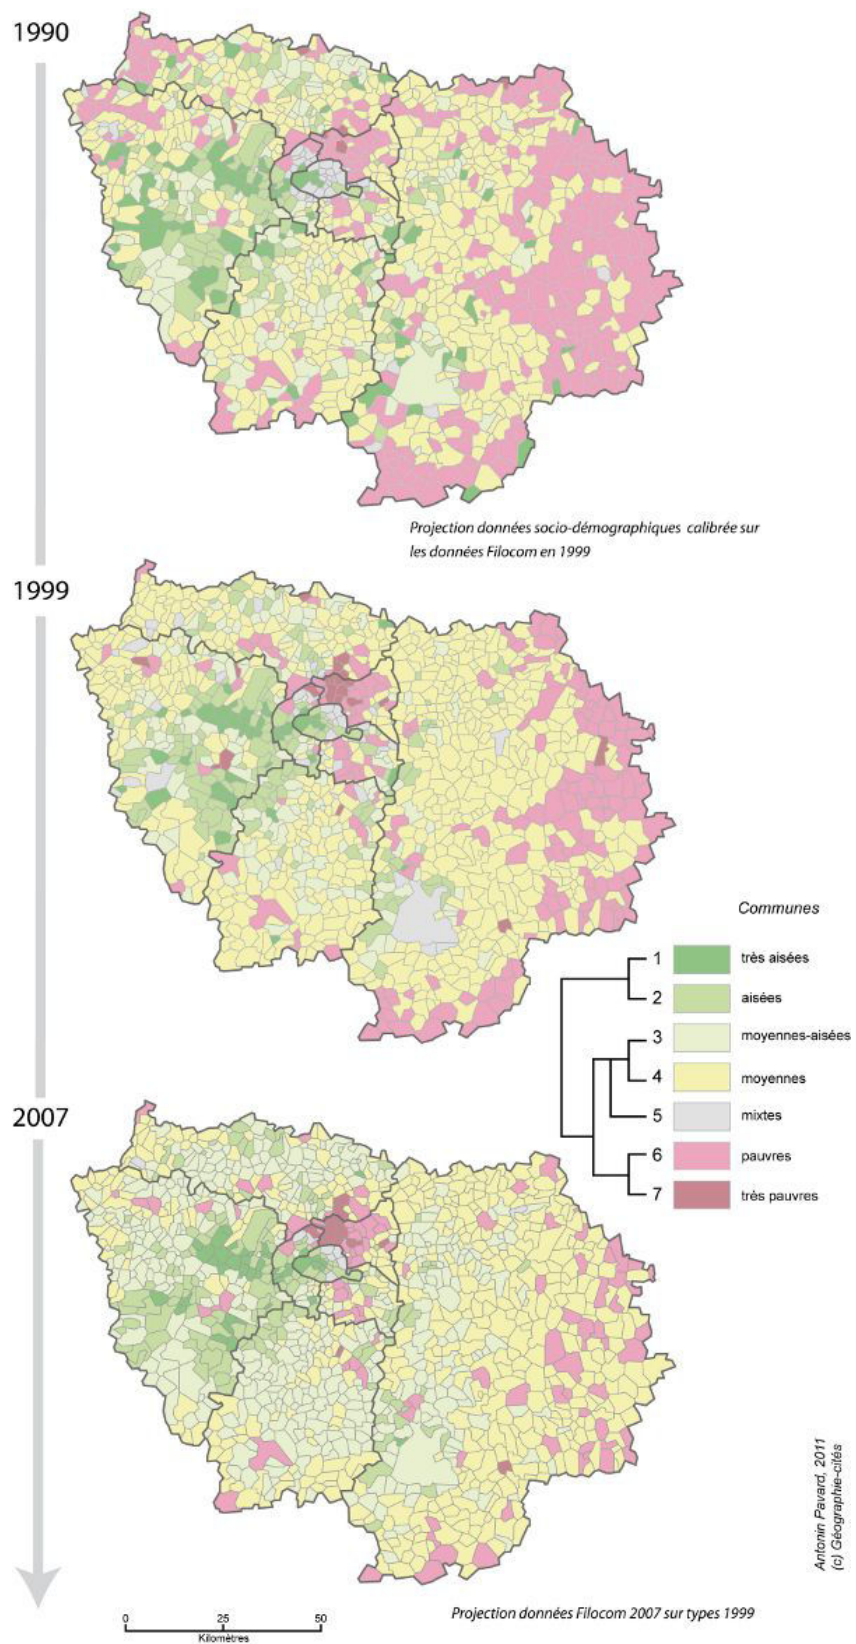 1990
Projection données socio-démographiques calibrée sur
les données Filocom en 1999
1999
Communes
1 très aisées
2 aisées
3 moyennes-aisées
4 moyennes
5 mixtes
6 pauvres
7 très pauvres
2007
Antonin Pavard, 2011
(c) Géographie-cités
0 25 50
Kilomètres
Projection données Filocom 2007 sur types 1999